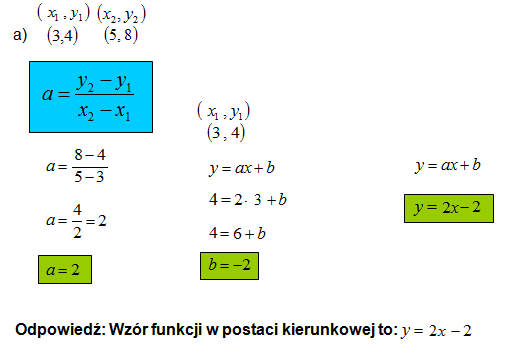 (x₁, y₁) (x₂, y₂)
a) (3,4) (5,8)
a = (y₂ − y₁)/(x₂ − x₁)
a = (8−4)/(5−3)
a = 4/2 = 2
a = 2
(x₁, y₁)
(3, 4)
y = ax + b
4 = 2· 3 + b
4 = 6 + b
b = −2
y = ax + b
y = 2x − 2
Odpowiedź: Wzór funkcji w postaci kierunkowej to: y = 2x − 2